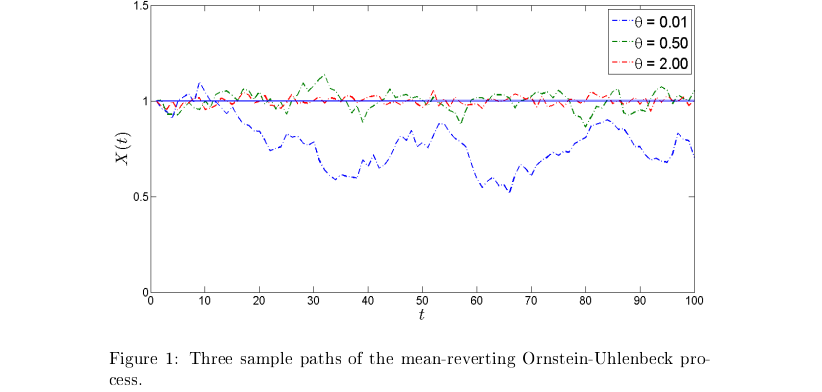 1.5
θ = 0.01
θ = 0.50
θ = 2.00
1
X(t)
0.5
0
0 10 20 30 40 50 60 70 80 90 100
t
Figure 1: Three sample paths of the mean-reverting Ornstein-Uhlenbeck pro-
cess.